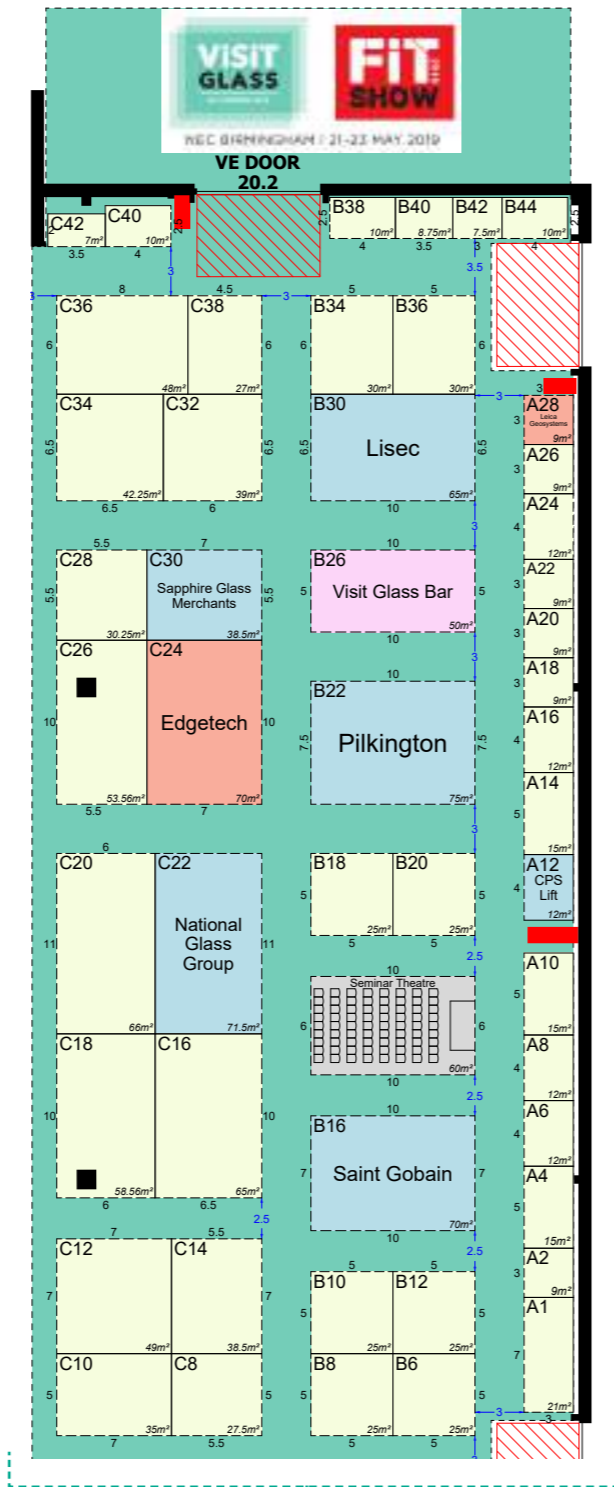 ViSiT
GLASS
FiT
SHOW
NEC BIRMINGHAM / 21-23 MAY 2019
VE DOOR
20.2
C42
2
7m²
3.5
C40
10m²
4
2.5
3
2.5
B38
10m²
4
B40
8.75m²
3.5
B42
7.5m²
3
B44
10m²
4
2.5
3.5
3
8
4.5
3
5
5
C36
48m²
6
C38
27m²
6
B34
30m²
6
B36
30m²
6
C34
42.25m²
6.5
6.5
C32
39m²
6.5
6
B30
Lisec
65m²
6.5
6.5
10
3
3
3
A28
Leica
Geosystems
9m²
3
A26
9m²
3
A24
12m²
4
A22
9m²
3
A20
9m²
3
A18
9m²
3
A16
12m²
4
A14
15m²
5
A12
CPS
Lift
12m²
4
A10
15m²
5
A8
12m²
4
A6
12m²
4
A4
15m²
5
A2
9m²
3
A1
21m²
7
3
5.5
7
C28
30.25m²
5.5
C30
Sapphire Glass
Merchants
38.5m²
5.5
C26
53.56m²
10
5.5
C24
Edgetech
70m²
10
7
10
B26
Visit Glass Bar
50m²
5
5
10
3
10
B22
Pilkington
75m²
7.5
7.5
3
6
C20
66m²
11
C22
National
Glass
Group
71.5m²
11
B18
25m²
5
5
B20
25m²
5
5
2.5
10
Seminar Theatre
60m²
6
6
10
2.5
C18
58.56m²
10
6
C16
65m²
10
6.5
2.5
10
B16
Saint Gobain
70m²
7
7
10
2.5
7
5.5
C12
49m²
7
C14
38.5m²
7
C10
35m²
5
7
C8
27.5m²
5
5.5
5
5
B10
25m²
5
B12
25m²
5
B8
25m²
5
5
B6
25m²
5
5
3
3